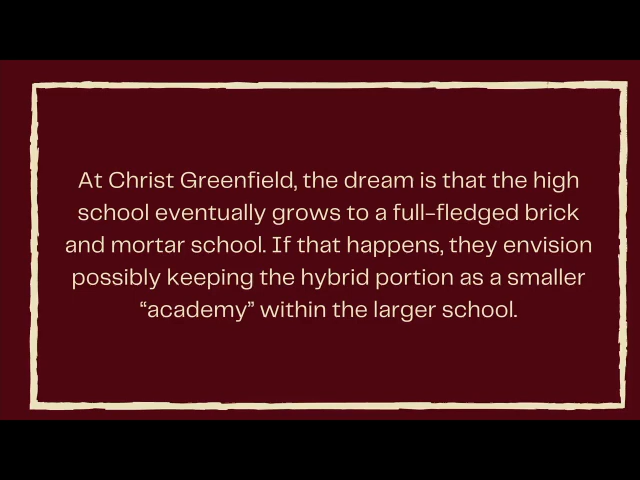 At Christ Greenfield, the dream is that the high
school eventually grows to a full-fledged brick
and mortar school. If that happens, they envision
possibly keeping the hybrid portion as a smaller
“academy” within the larger school.